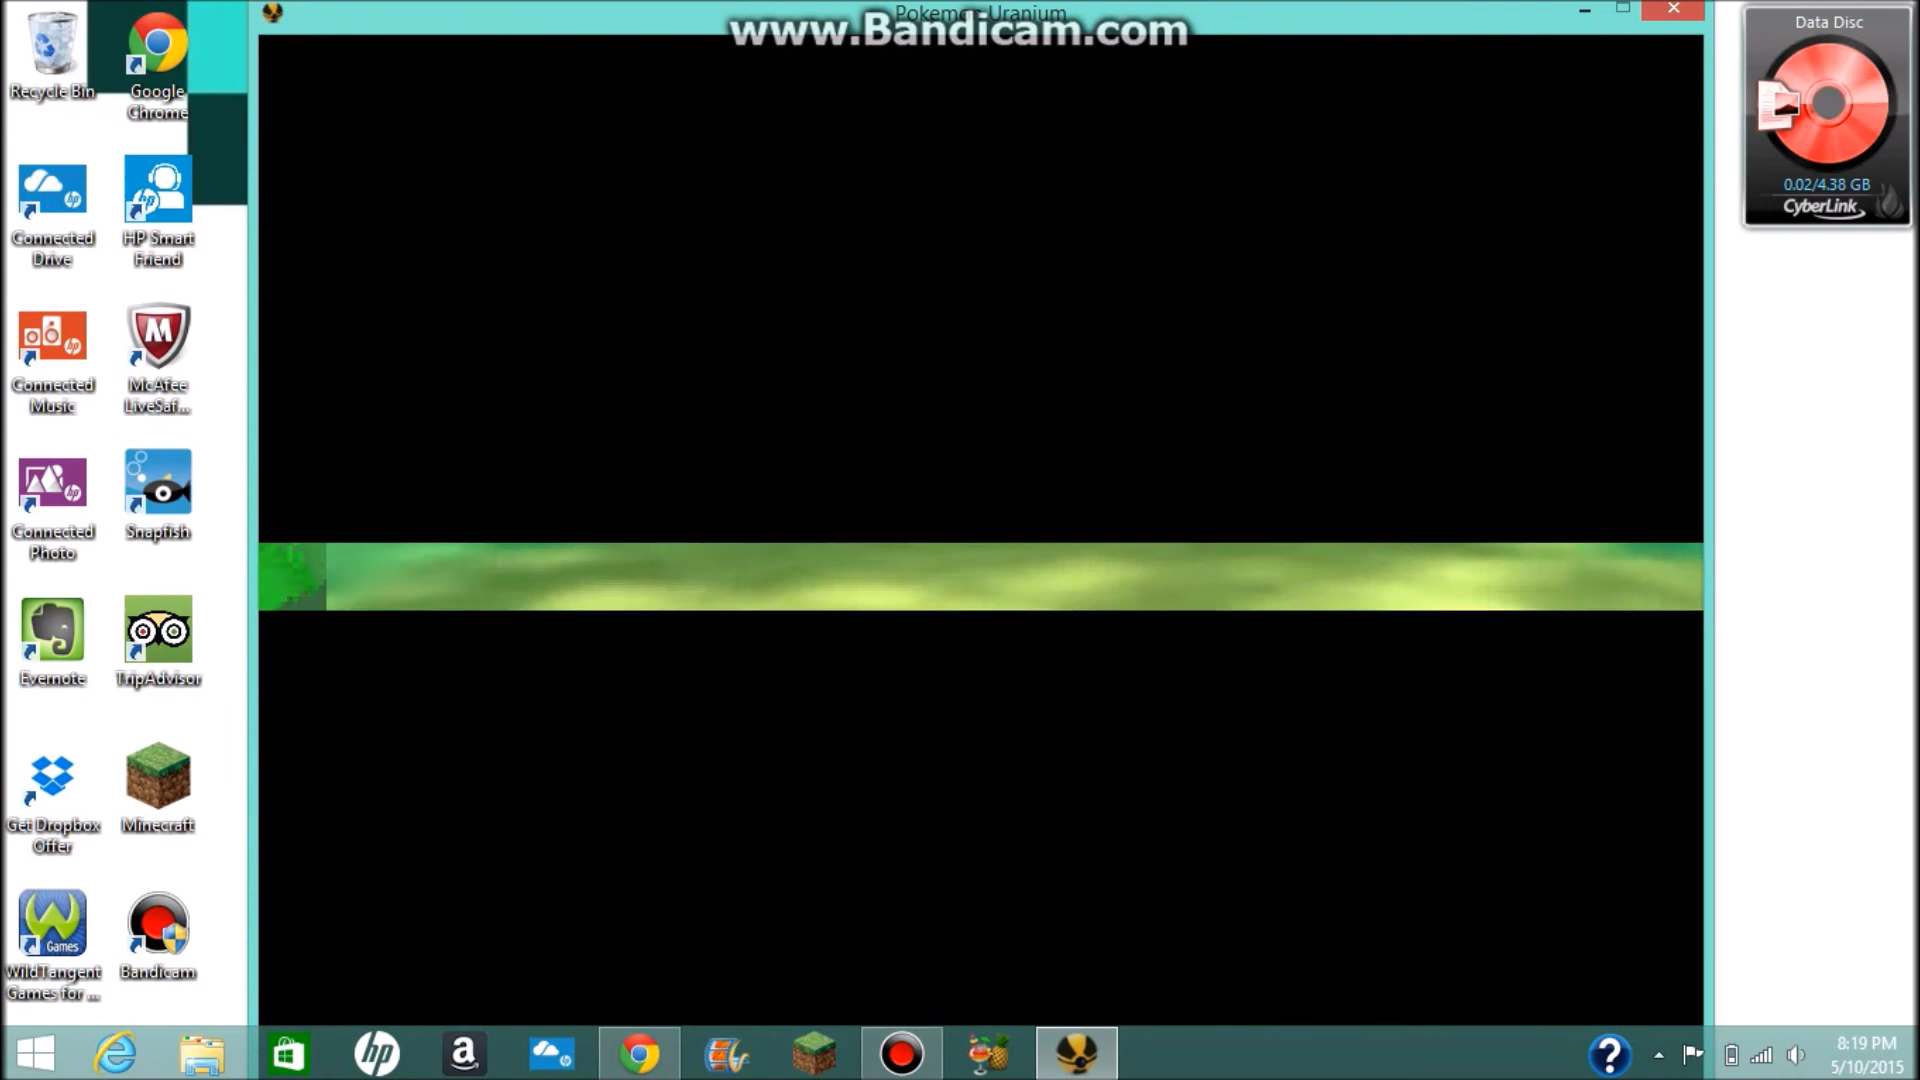 Pokemon Uranium
www.Bandicam.com
Recycle Bin
Google
Chrome
Connected
Drive
HP Smart
Friend
Connected
Music
McAfee
LiveSaf...
Connected
Photo
Snapfish
Evernote
TripAdvisor
Get Dropbox
Offer
Minecraft
Games
WildTangent
Games for ...
Bandicam
Data Disc
0.02/4.38 GB
CyberLink
8:19 PM
5/10/2015